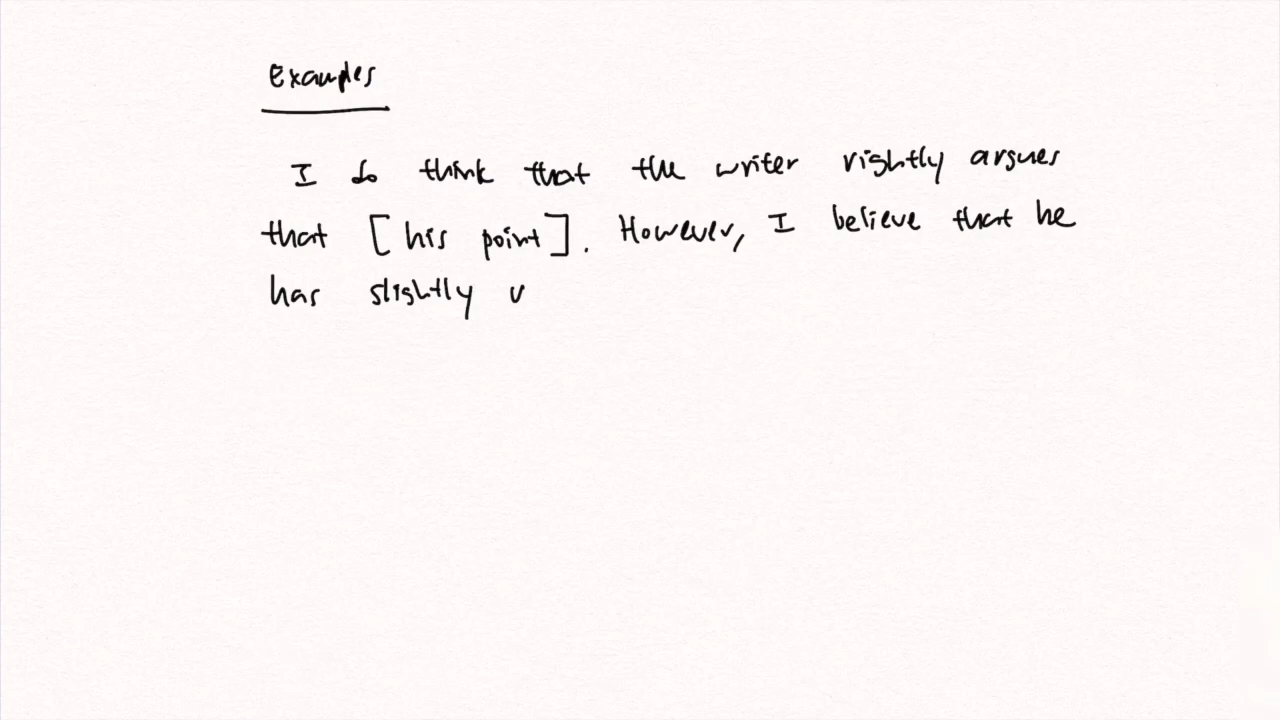 Examples
I do think that the writer rightly argues
that [his point]. However, I believe that he
has slightly